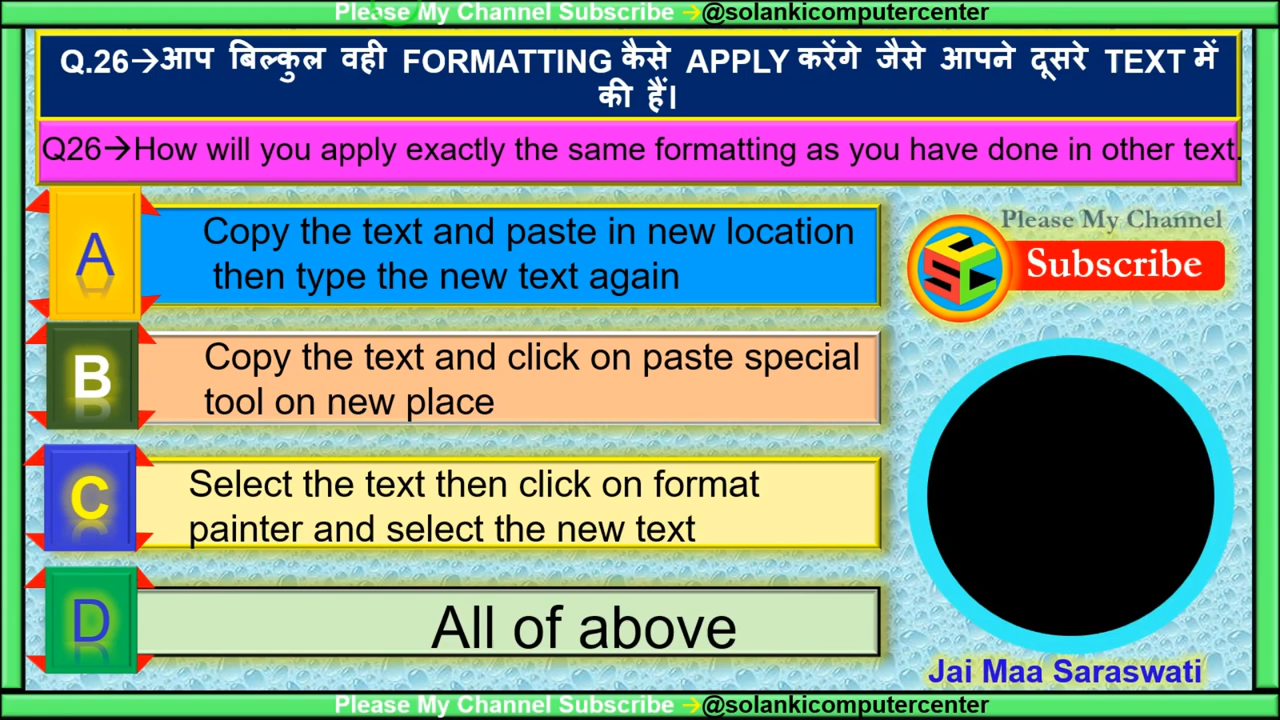 Please My Channel Subscribe →@solankicomputercenter
Q.26→आप बिल्कुल वही FORMATTING कैसे APPLY करेंगे जैसे आपने दूसरे TEXT में
की हैं।
Q26→How will you apply exactly the same formatting as you have done in other text.
A
Copy the text and paste in new location
then type the new text again
B
Copy the text and click on paste special
tool on new place
C
Select the text then click on format
painter and select the new text
D
All of above
Please My Channel
Subscribe
SCC
Jai Maa Saraswati
Please My Channel Subscribe →@solankicomputercenter